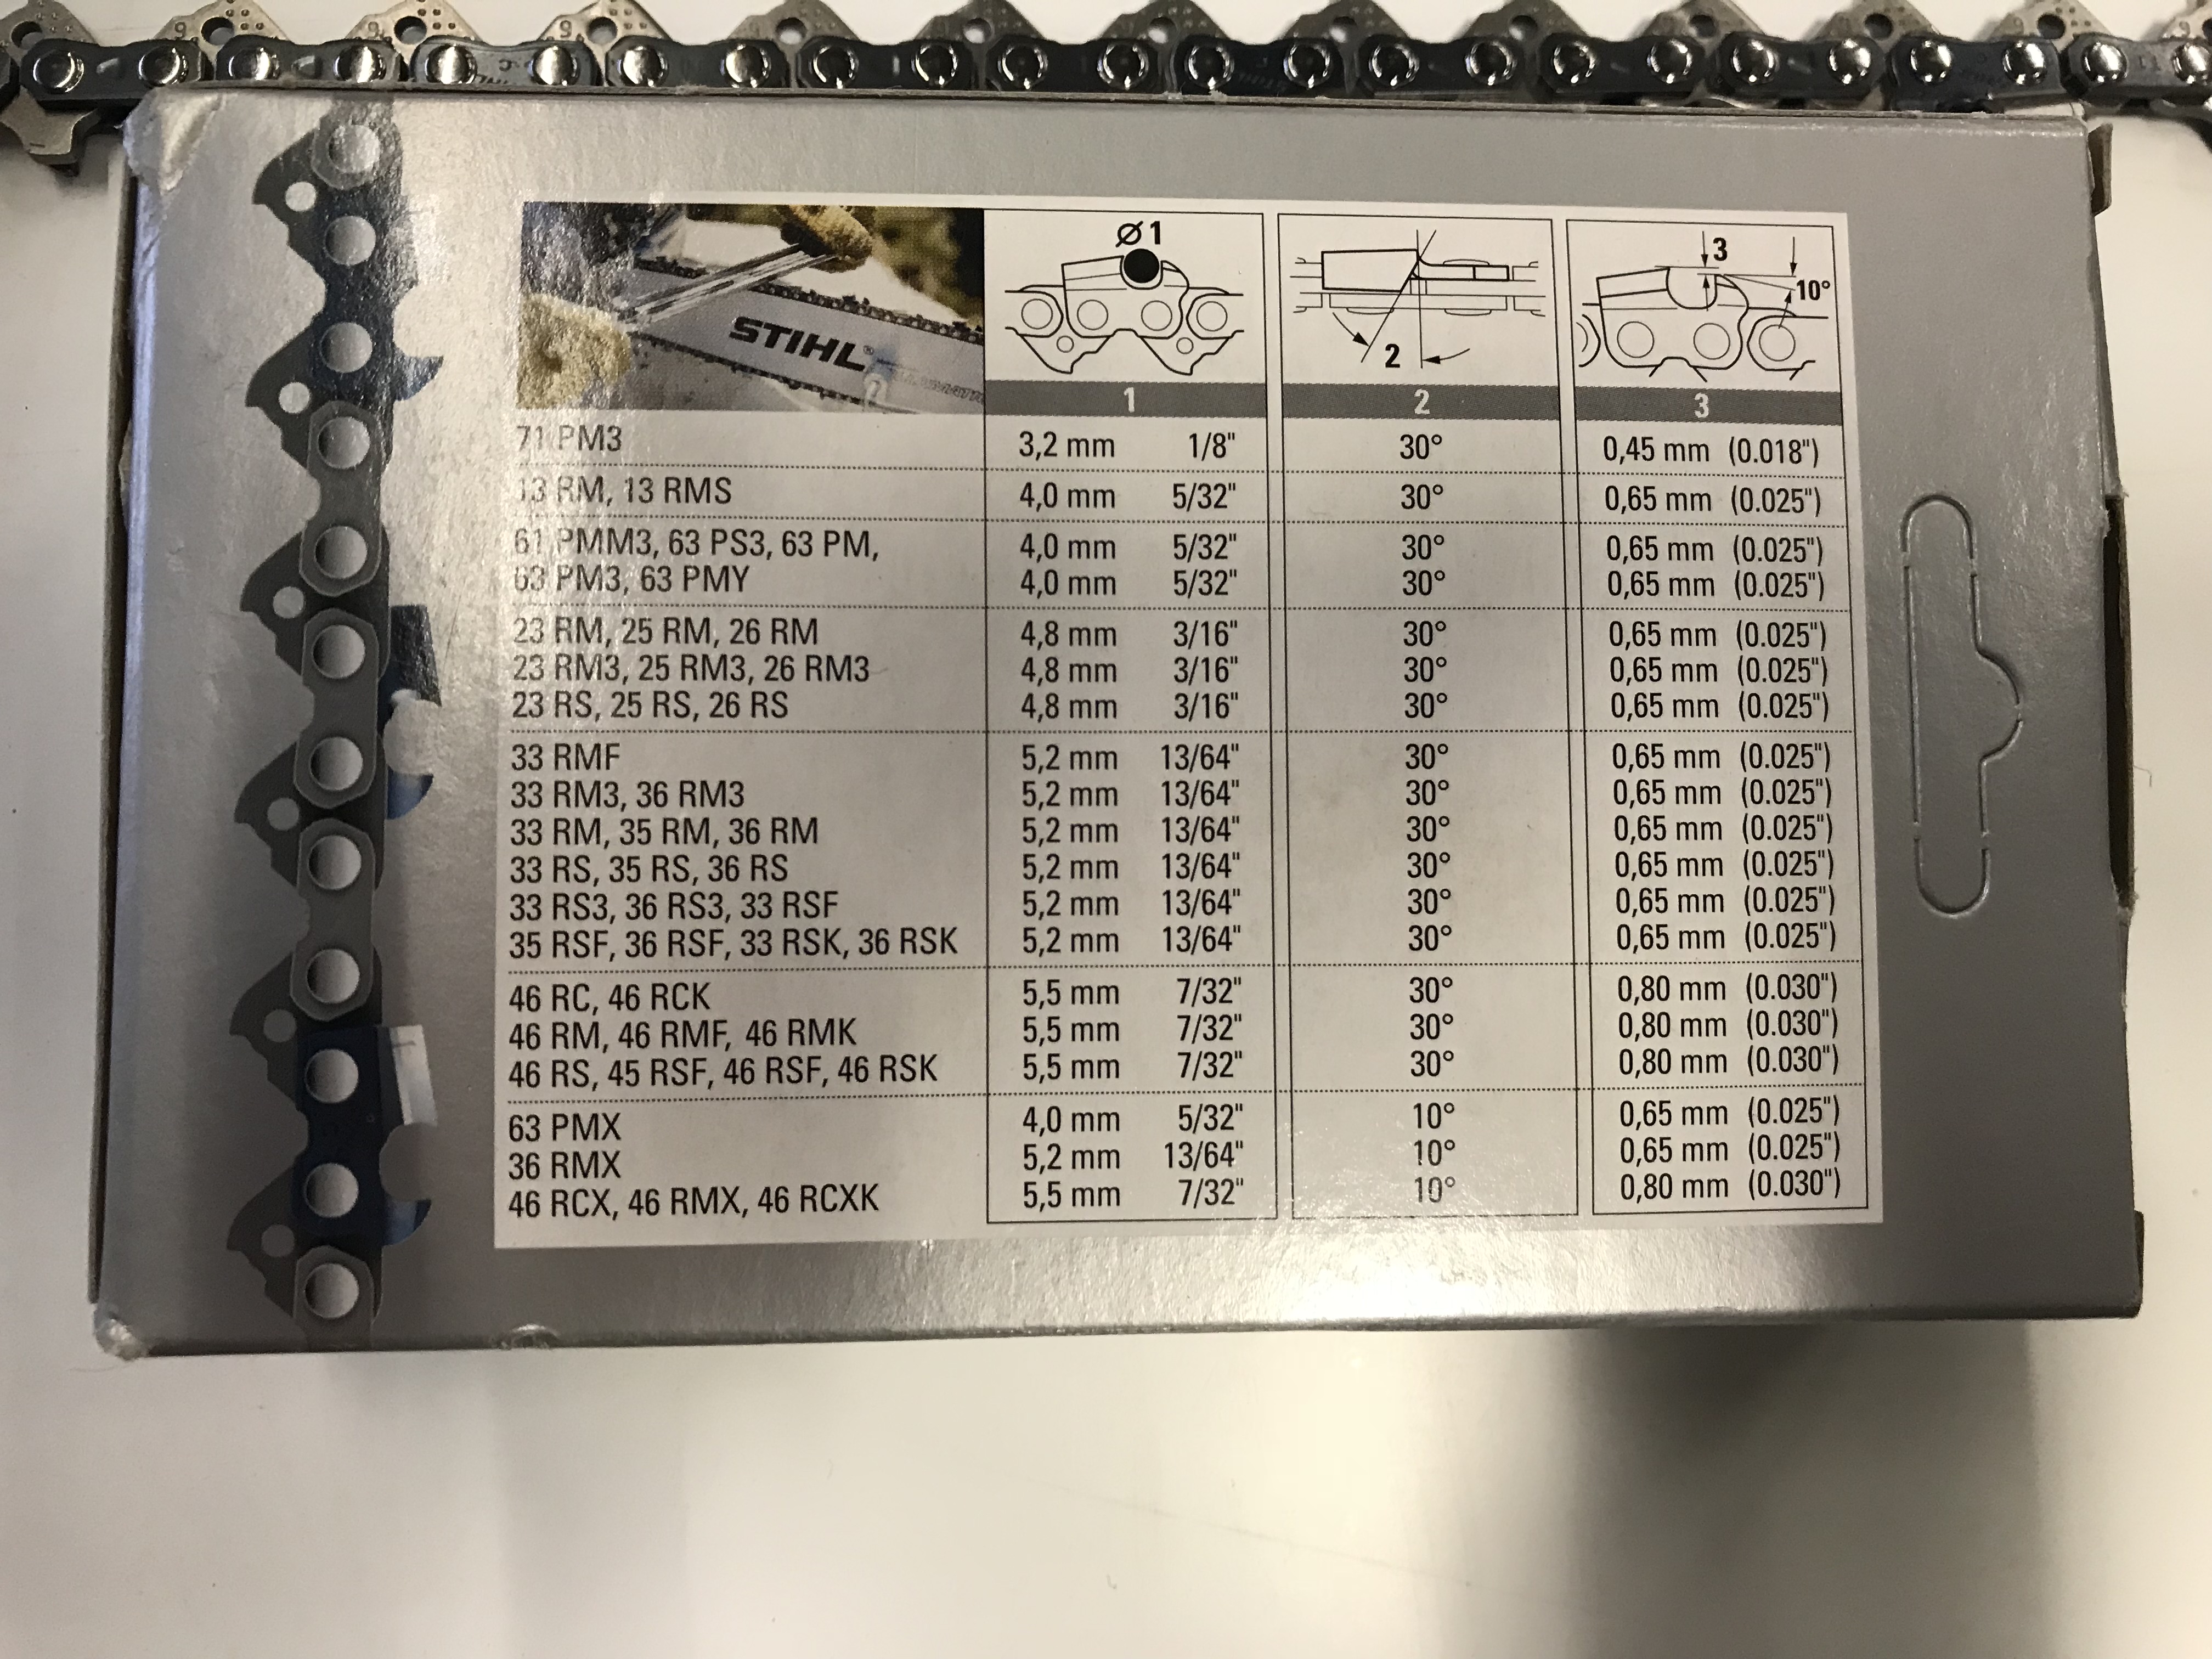 Ø 1
2
3
10°
STIHL®
1 2 3
71 PM3 3,2 mm 1/8" 30° 0,45 mm (0.018")
13 RM, 13 RMS 4,0 mm 5/32" 30° 0,65 mm (0.025")
61 PMM3, 63 PS3, 63 PM, 4,0 mm 5/32" 30° 0,65 mm (0.025")
63 PM3, 63 PMY 4,0 mm 5/32" 30° 0,65 mm (0.025")
23 RM, 25 RM, 26 RM 4,8 mm 3/16" 30° 0,65 mm (0.025")
23 RM3, 25 RM3, 26 RM3 4,8 mm 3/16" 30° 0,65 mm (0.025")
23 RS, 25 RS, 26 RS 4,8 mm 3/16" 30° 0,65 mm (0.025")
33 RMF 5,2 mm 13/64" 30° 0,65 mm (0.025")
33 RM3, 36 RM3 5,2 mm 13/64" 30° 0,65 mm (0.025")
33 RM, 35 RM, 36 RM 5,2 mm 13/64" 30° 0,65 mm (0.025")
33 RS, 35 RS, 36 RS 5,2 mm 13/64" 30° 0,65 mm (0.025")
33 RS3, 36 RS3, 33 RSF 5,2 mm 13/64" 30° 0,65 mm (0.025")
35 RSF, 36 RSF, 33 RSK, 36 RSK 5,2 mm 13/64" 30° 0,65 mm (0.025")
46 RC, 46 RCK 5,5 mm 7/32" 30° 0,80 mm (0.030")
46 RM, 46 RMF, 46 RMK 5,5 mm 7/32" 30° 0,80 mm (0.030")
46 RS, 45 RSF, 46 RSF, 46 RSK 5,5 mm 7/32" 30° 0,80 mm (0.030")
63 PMX 4,0 mm 5/32" 10° 0,65 mm (0.025")
36 RMX 5,2 mm 13/64" 10° 0,65 mm (0.025")
46 RCX, 46 RMX, 46 RCXK 5,5 mm 7/32" 10° 0,80 mm (0.030")